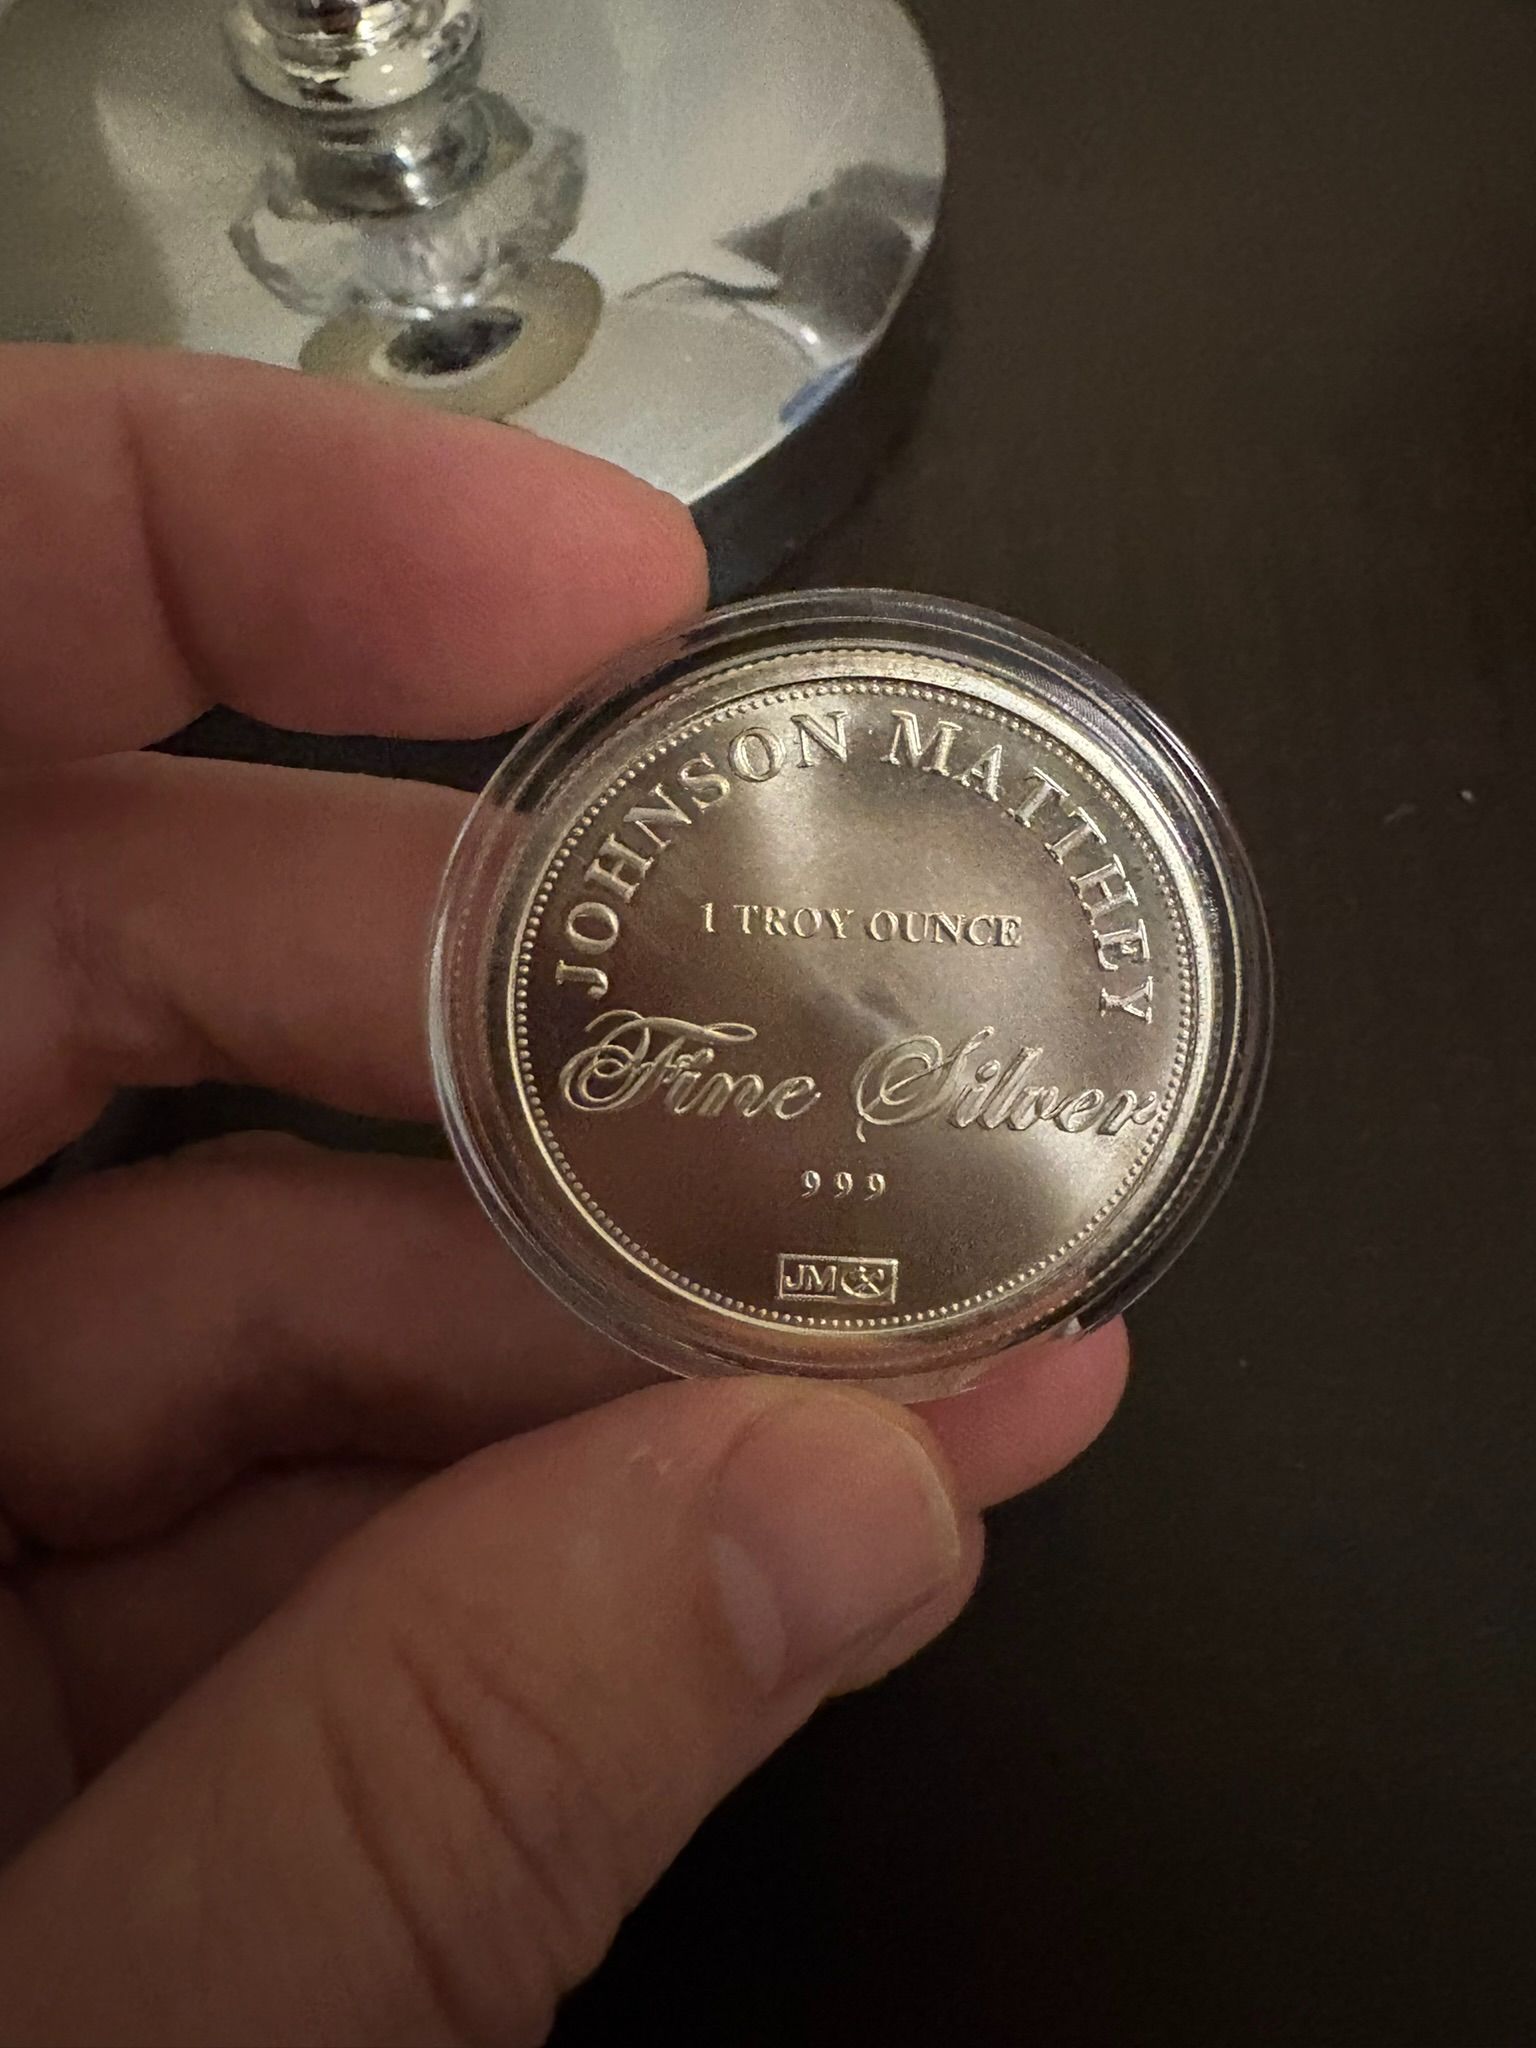 JOHNSON MATTHEY
1 TROY OUNCE
Fine Silver
999
JM